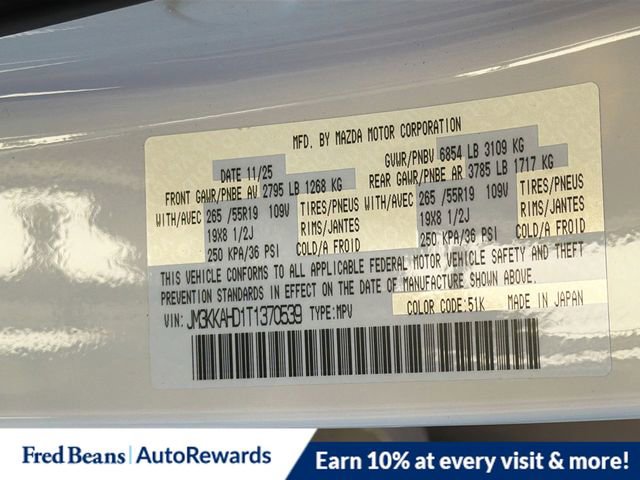 MFD. BY MAZDA MOTOR CORPORATION
DATE 11/25 GVWR/PNBV 6854 LB 3109 KG
FRONT GAWR/PNBE AV 2795 LB 1268 KG REAR GAWR/PNBE AR 3785 LB 1717 KG
WITH/AVEC 265 /55R19 109V TIRES/PNEUS WITH/AVEC 265 /55R19 109V TIRES/PNEUS
19X8 1/2J RIMS/JANTES 19X8 1/2J RIMS/JANTES
250 KPA/36 PSI COLD/A FROID 250 KPA/36 PSI COLD/A FROID
THIS VEHICLE CONFORMS TO ALL APPLICABLE FEDERAL MOTOR VEHICLE SAFETY AND THEFT
PREVENTION STANDARDS IN EFFECT ON THE DATE OF MANUFACTURE SHOWN ABOVE.
VIN: JM3KKAHD1T1370539 TYPE: MPV COLOR CODE: 51K MADE IN JAPAN
Fred Beans | AutoRewards Earn 10% at every visit & more!